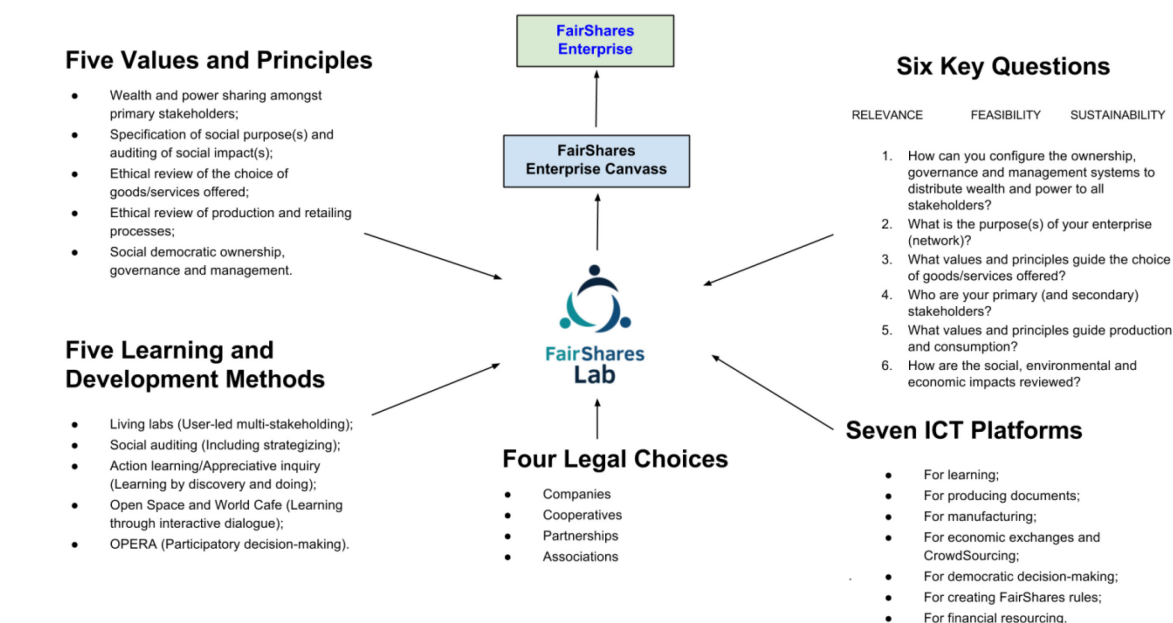 FairShares
Enterprise
FairShares
Enterprise Canvass
Five Values and Principles
● Wealth and power sharing amongst
primary stakeholders;
● Specification of social purpose(s) and
auditing of social impact(s);
● Ethical review of the choice of
goods/services offered;
● Ethical review of production and retailing
processes;
● Social democratic ownership,
governance and management.
Five Learning and
Development Methods
● Living labs (User-led multi-stakeholding);
● Social auditing (Including strategizing);
● Action learning/Appreciative inquiry
(Learning by discovery and doing);
● Open Space and World Cafe (Learning
through interactive dialogue);
● OPERA (Participatory decision-making).
FairShares
Lab
Four Legal Choices
● Companies
● Cooperatives
● Partnerships
● Associations
Six Key Questions
RELEVANCE FEASIBILITY SUSTAINABILITY
1. How can you configure the ownership,
governance and management systems to
distribute wealth and power to all
stakeholders?
2. What is the purpose(s) of your enterprise
(network)?
3. What values and principles guide the choice
of goods/services offered?
4. Who are your primary (and secondary)
stakeholders?
5. What values and principles guide production
and consumption?
6. How are the social, environmental and
economic impacts reviewed?
Seven ICT Platforms
● For learning;
● For producing documents;
● For manufacturing;
● For economic exchanges and
CrowdSourcing;
● For democratic decision-making;
● For creating FairShares rules;
● For financial resourcing.